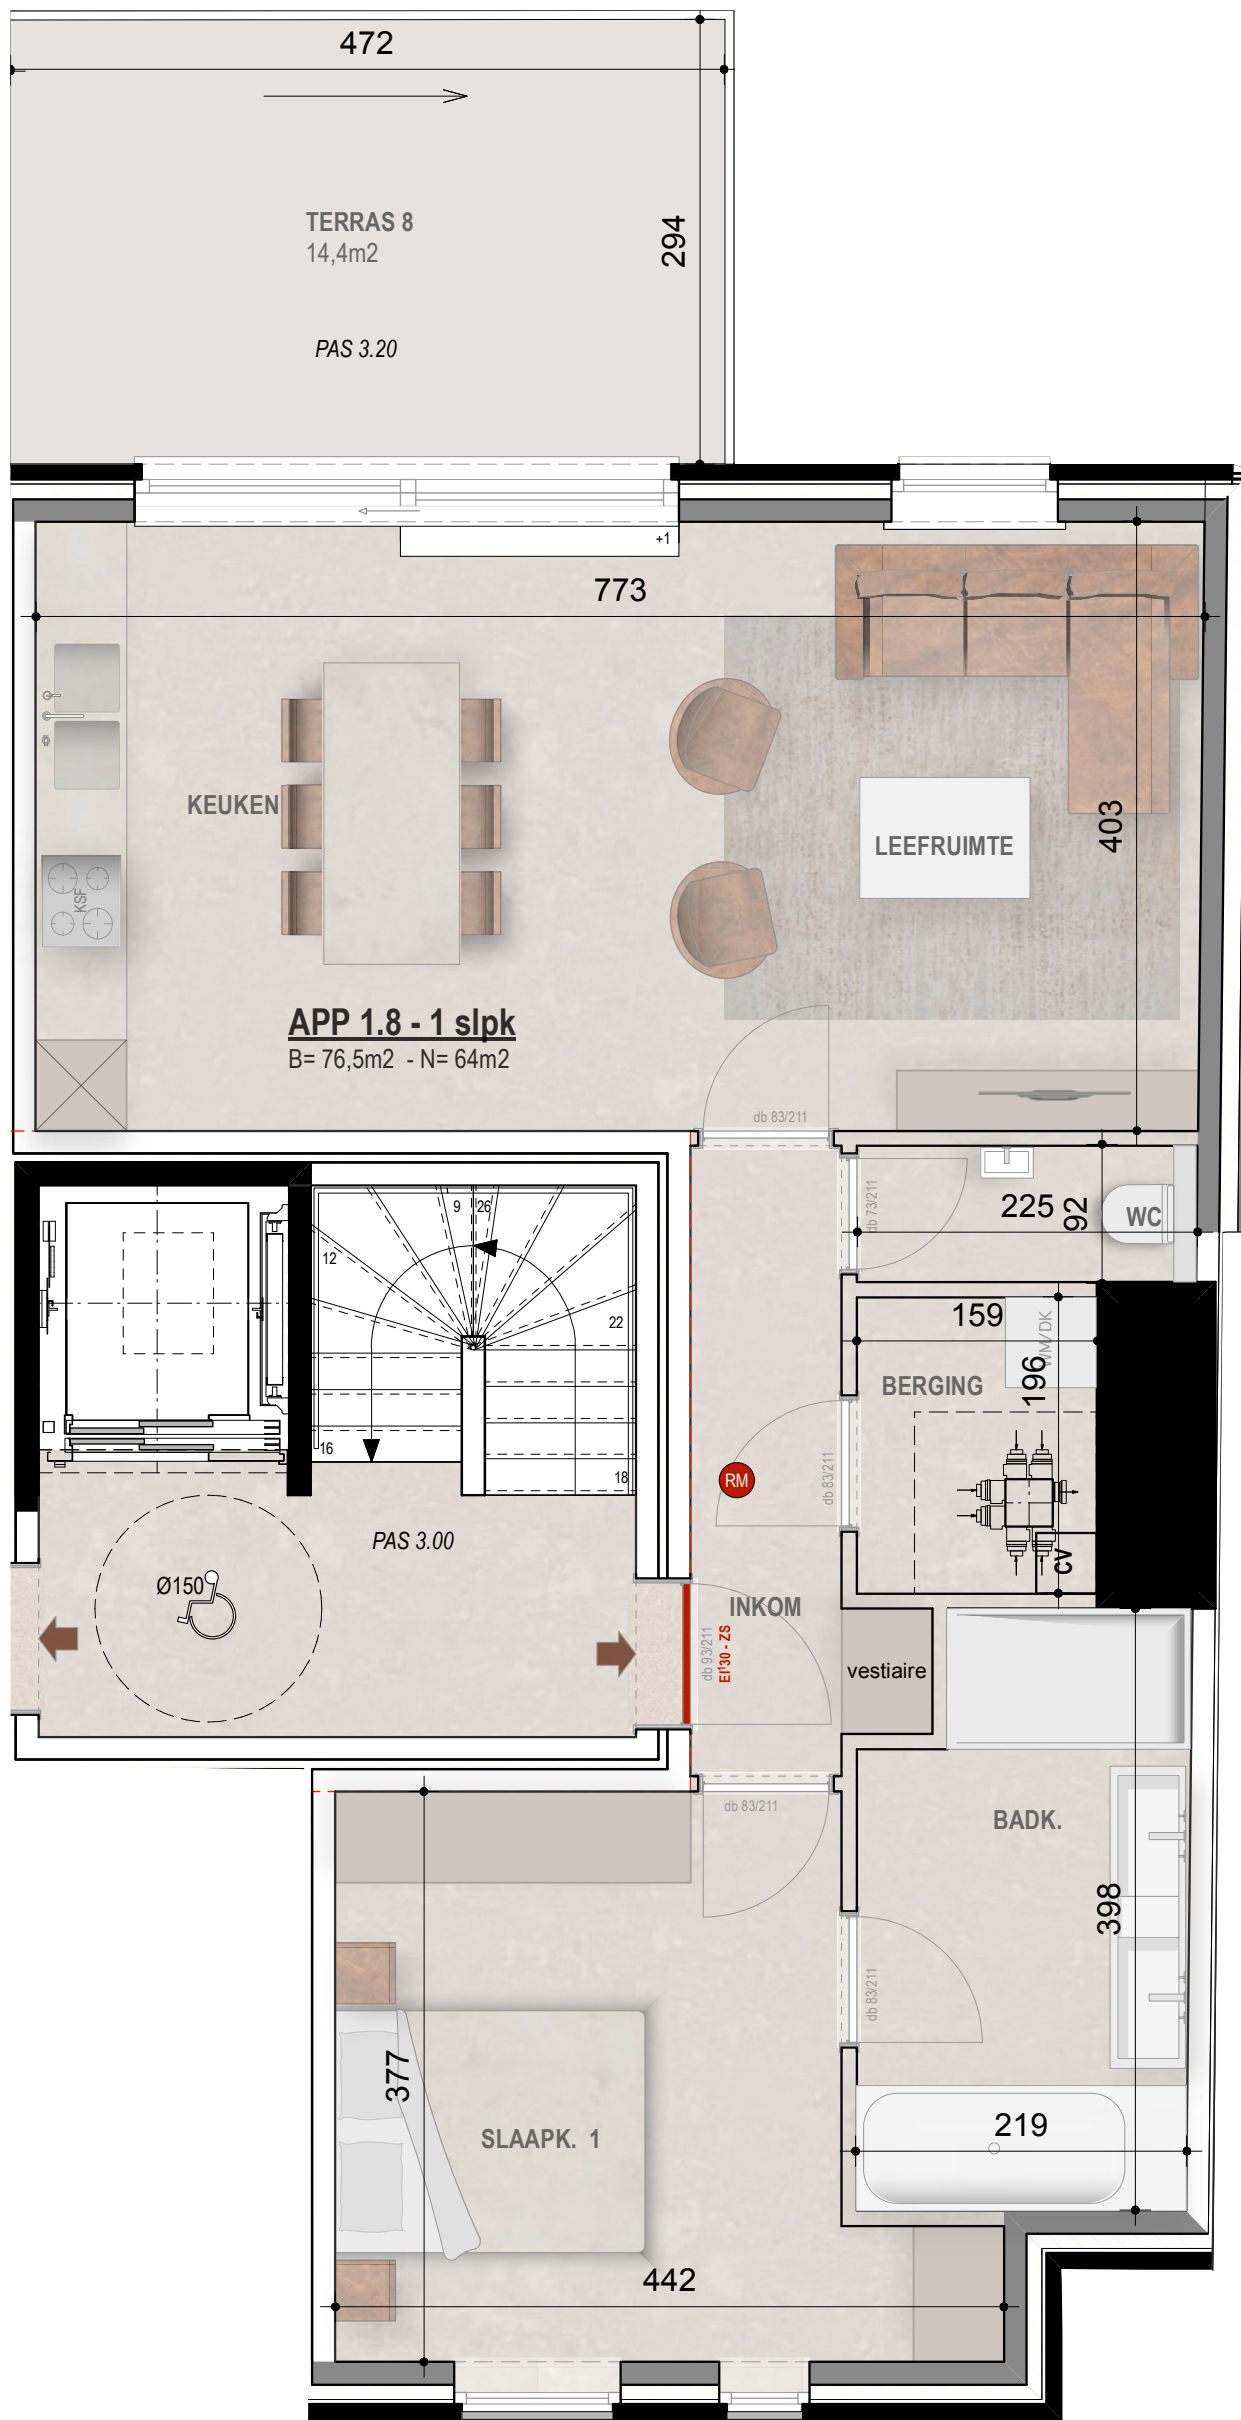 472
294
TERRAS 8
14,4m2
PAS 3.20
+1
773
KEUKEN
KSF
LEEFRUIMTE
403
APP 1.8 - 1 slpk
B= 76,5m2 - N= 64m2
db 83/211
db 73/211
225
92
WC
9
26
12
22
16
18
159
WM/DK
196
BERGING
RM
db 83/211
cv
PAS 3.00
Ø150
INKOM
db 93/211
EI¹30 - ZS
vestiaire
db 83/211
BADK.
398
db 83/211
377
SLAAPK. 1
219
442